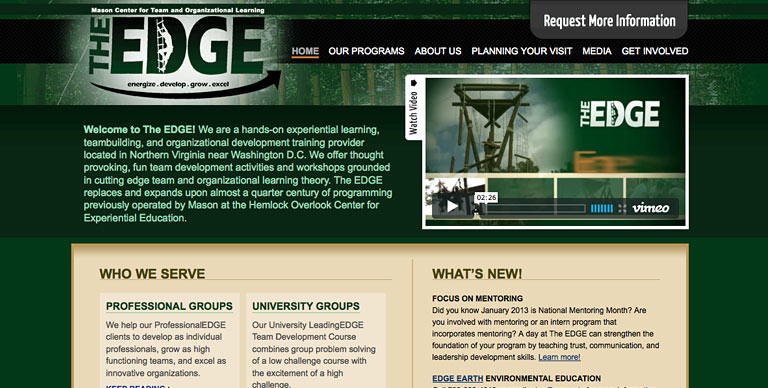 Mason Center for Team and Organizational Learning
THE EDGE
energize . develop . grow . excel
Request More Information
HOME OUR PROGRAMS ABOUT US PLANNING YOUR VISIT MEDIA GET INVOLVED
Welcome to The EDGE! We are a hands-on experiential learning,
teambuilding, and organizational development training provider
located in Northern Virginia near Washington D.C. We offer thought
provoking, fun team development activities and workshops grounded
in cutting edge team and organizational learning theory. The EDGE
replaces and expands upon almost a quarter century of programming
previously operated by Mason at the Hemlock Overlook Center for
Experiential Education.
Watch Video
THE EDGE
02:26
vimeo
WHO WE SERVE
PROFESSIONAL GROUPS
We help our ProfessionalEDGE
clients to develop as individual
professionals, grow as high
functioning teams, and excel as
innovative organizations.
KEEP READING
UNIVERSITY GROUPS
Our University LeadingEDGE
Team Development Course
combines group problem solving
of a low challenge course with
the excitement of a high
challenge.
WHAT'S NEW!
FOCUS ON MENTORING
Did you know January 2013 is National Mentoring Month? Are
you involved with mentoring or an intern program that
incorporates mentoring? A day at The EDGE can strengthen the
foundation of your program by teaching trust, communication, and
leadership development skills. Learn more!
EDGE EARTH ENVIRONMENTAL EDUCATION